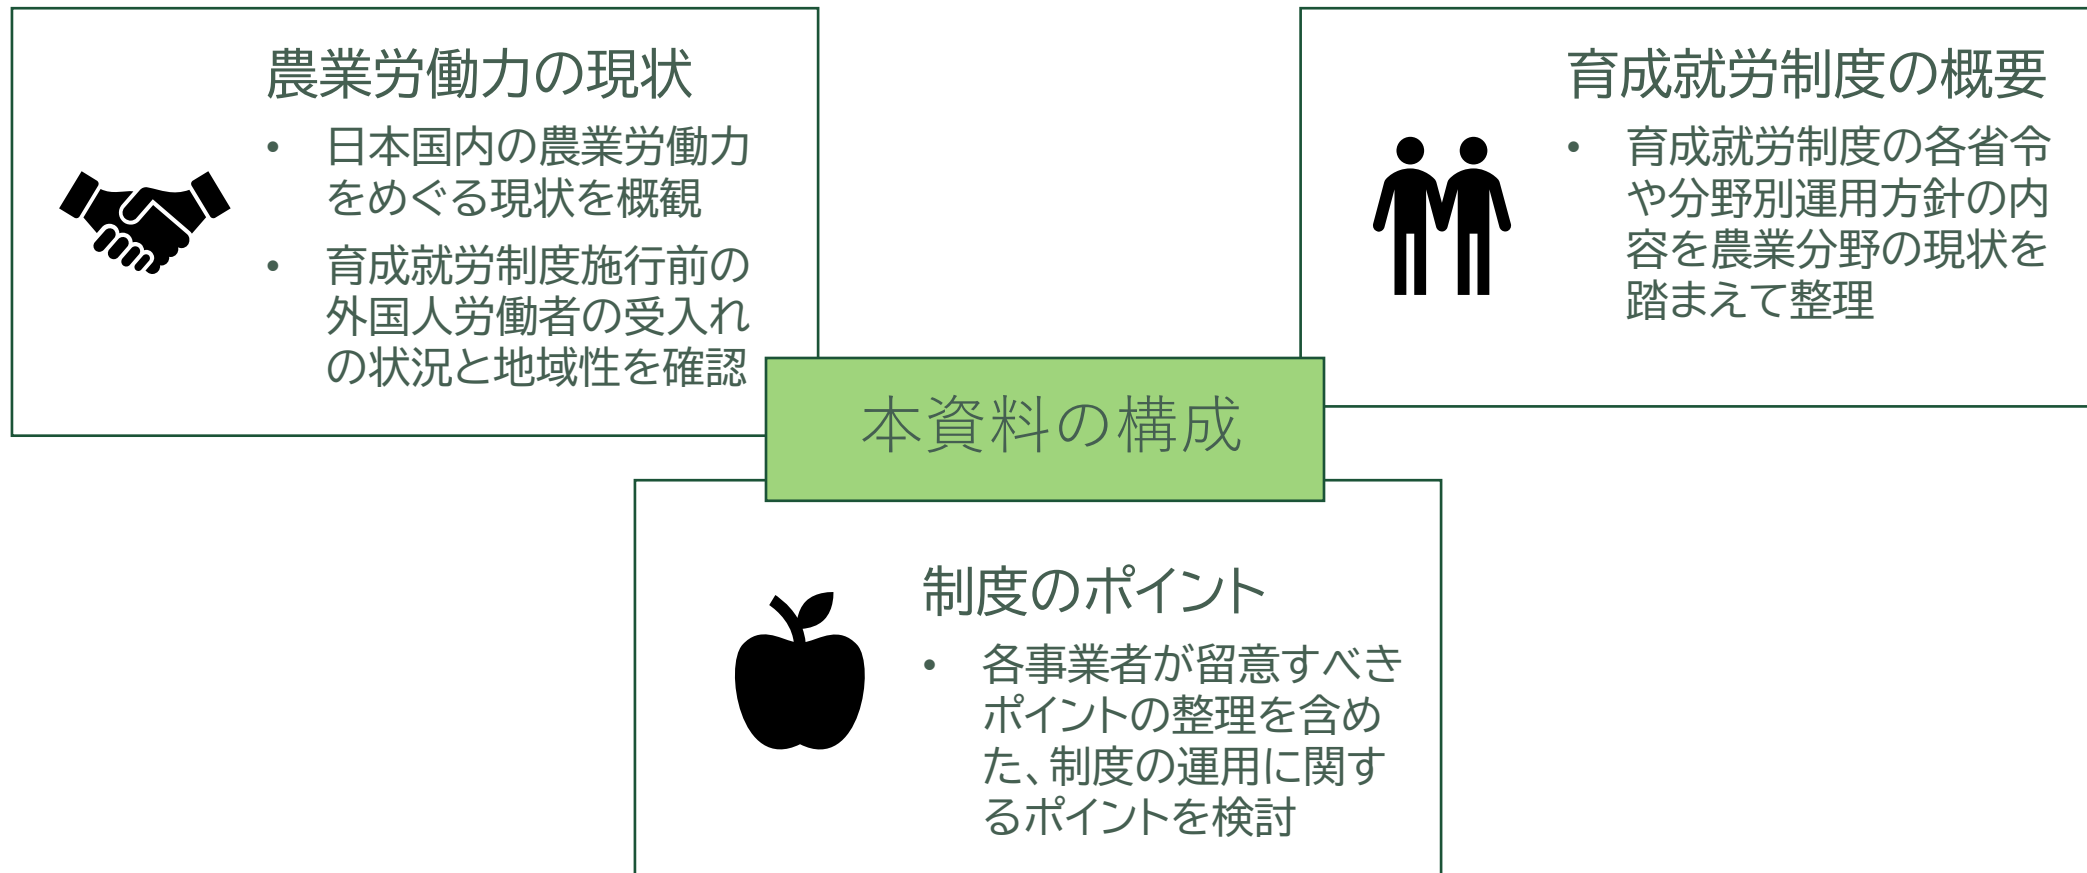 農業労働力の現状
• 日本国内の農業労働力
をめぐる現状を概観
• 育成就労制度施行前の
外国人労働者の受入れ
の状況と地域性を確認
育成就労制度の概要
• 育成就労制度の各省令
や分野別運用方針の内
容を農業分野の現状を
踏まえて整理
本資料の構成
制度のポイント
• 各事業者が留意すべき
ポイントの整理を含め
た、制度の運用に関す
るポイントを検討